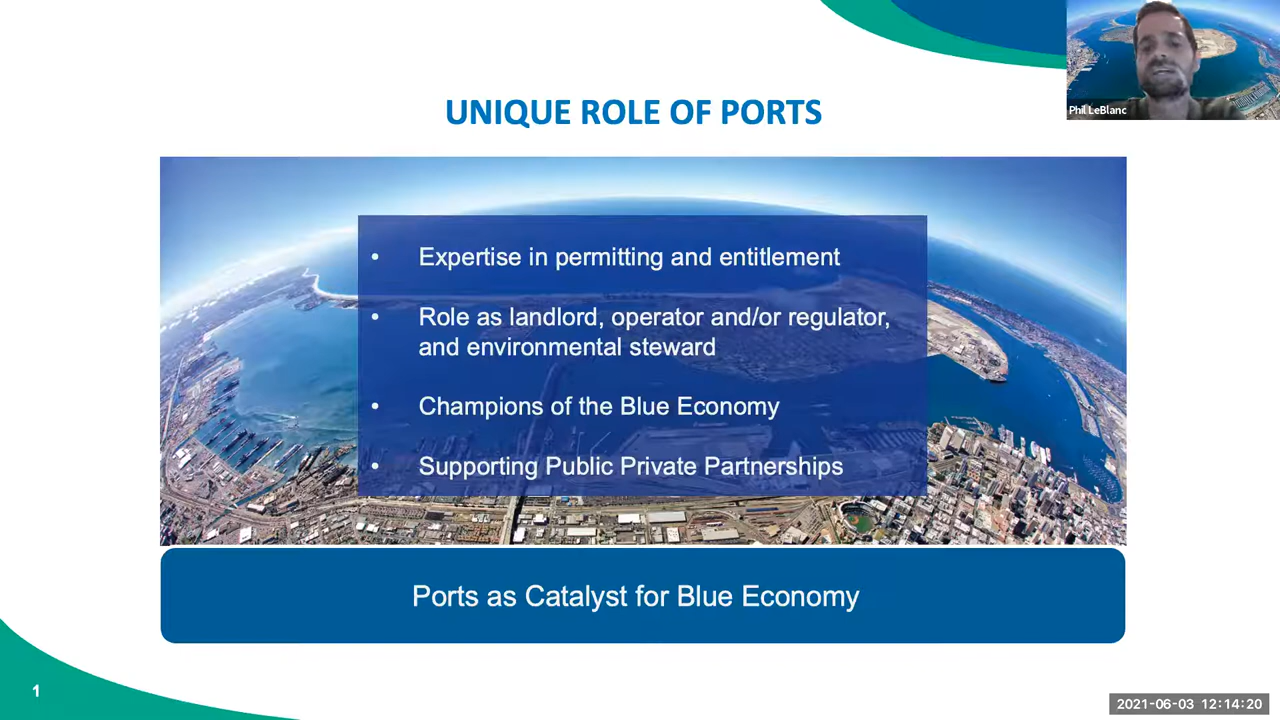 Phil LeBlanc
UNIQUE ROLE OF PORTS
• Expertise in permitting and entitlement
• Role as landlord, operator and/or regulator,
and environmental steward
• Champions of the Blue Economy
• Supporting Public Private Partnerships
Ports as Catalyst for Blue Economy
1
2021-06-03 12:14:20